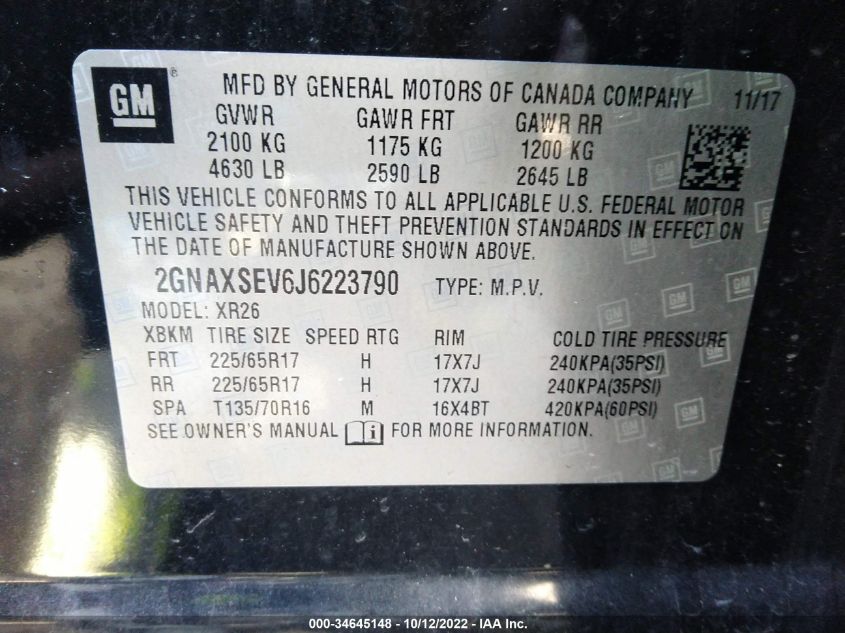 GM ® MFD BY GENERAL MOTORS OF CANADA COMPANY 11/17
GVWR GAWR FRT GAWR RR
2100 KG 1175 KG 1200 KG
4630 LB 2590 LB 2645 LB
THIS VEHICLE CONFORMS TO ALL APPLICABLE U.S. FEDERAL MOTOR
VEHICLE SAFETY AND THEFT PREVENTION STANDARDS IN EFFECT ON
THE DATE OF MANUFACTURE SHOWN ABOVE.
2GNAXSEV6J6223790 TYPE: M.P.V.
MODEL: XR26
XBKM TIRE SIZE SPEED RTG RIM COLD TIRE PRESSURE
FRT 225/65R17 H 17X7J 240KPA(35PSI)
RR 225/65R17 H 17X7J 240KPA(35PSI)
SPA T135/70R16 M 16X4BT 420KPA(60PSI)
SEE OWNER'S MANUAL i FOR MORE INFORMATION.
000-34645148 - 10/12/2022 - IAA Inc.